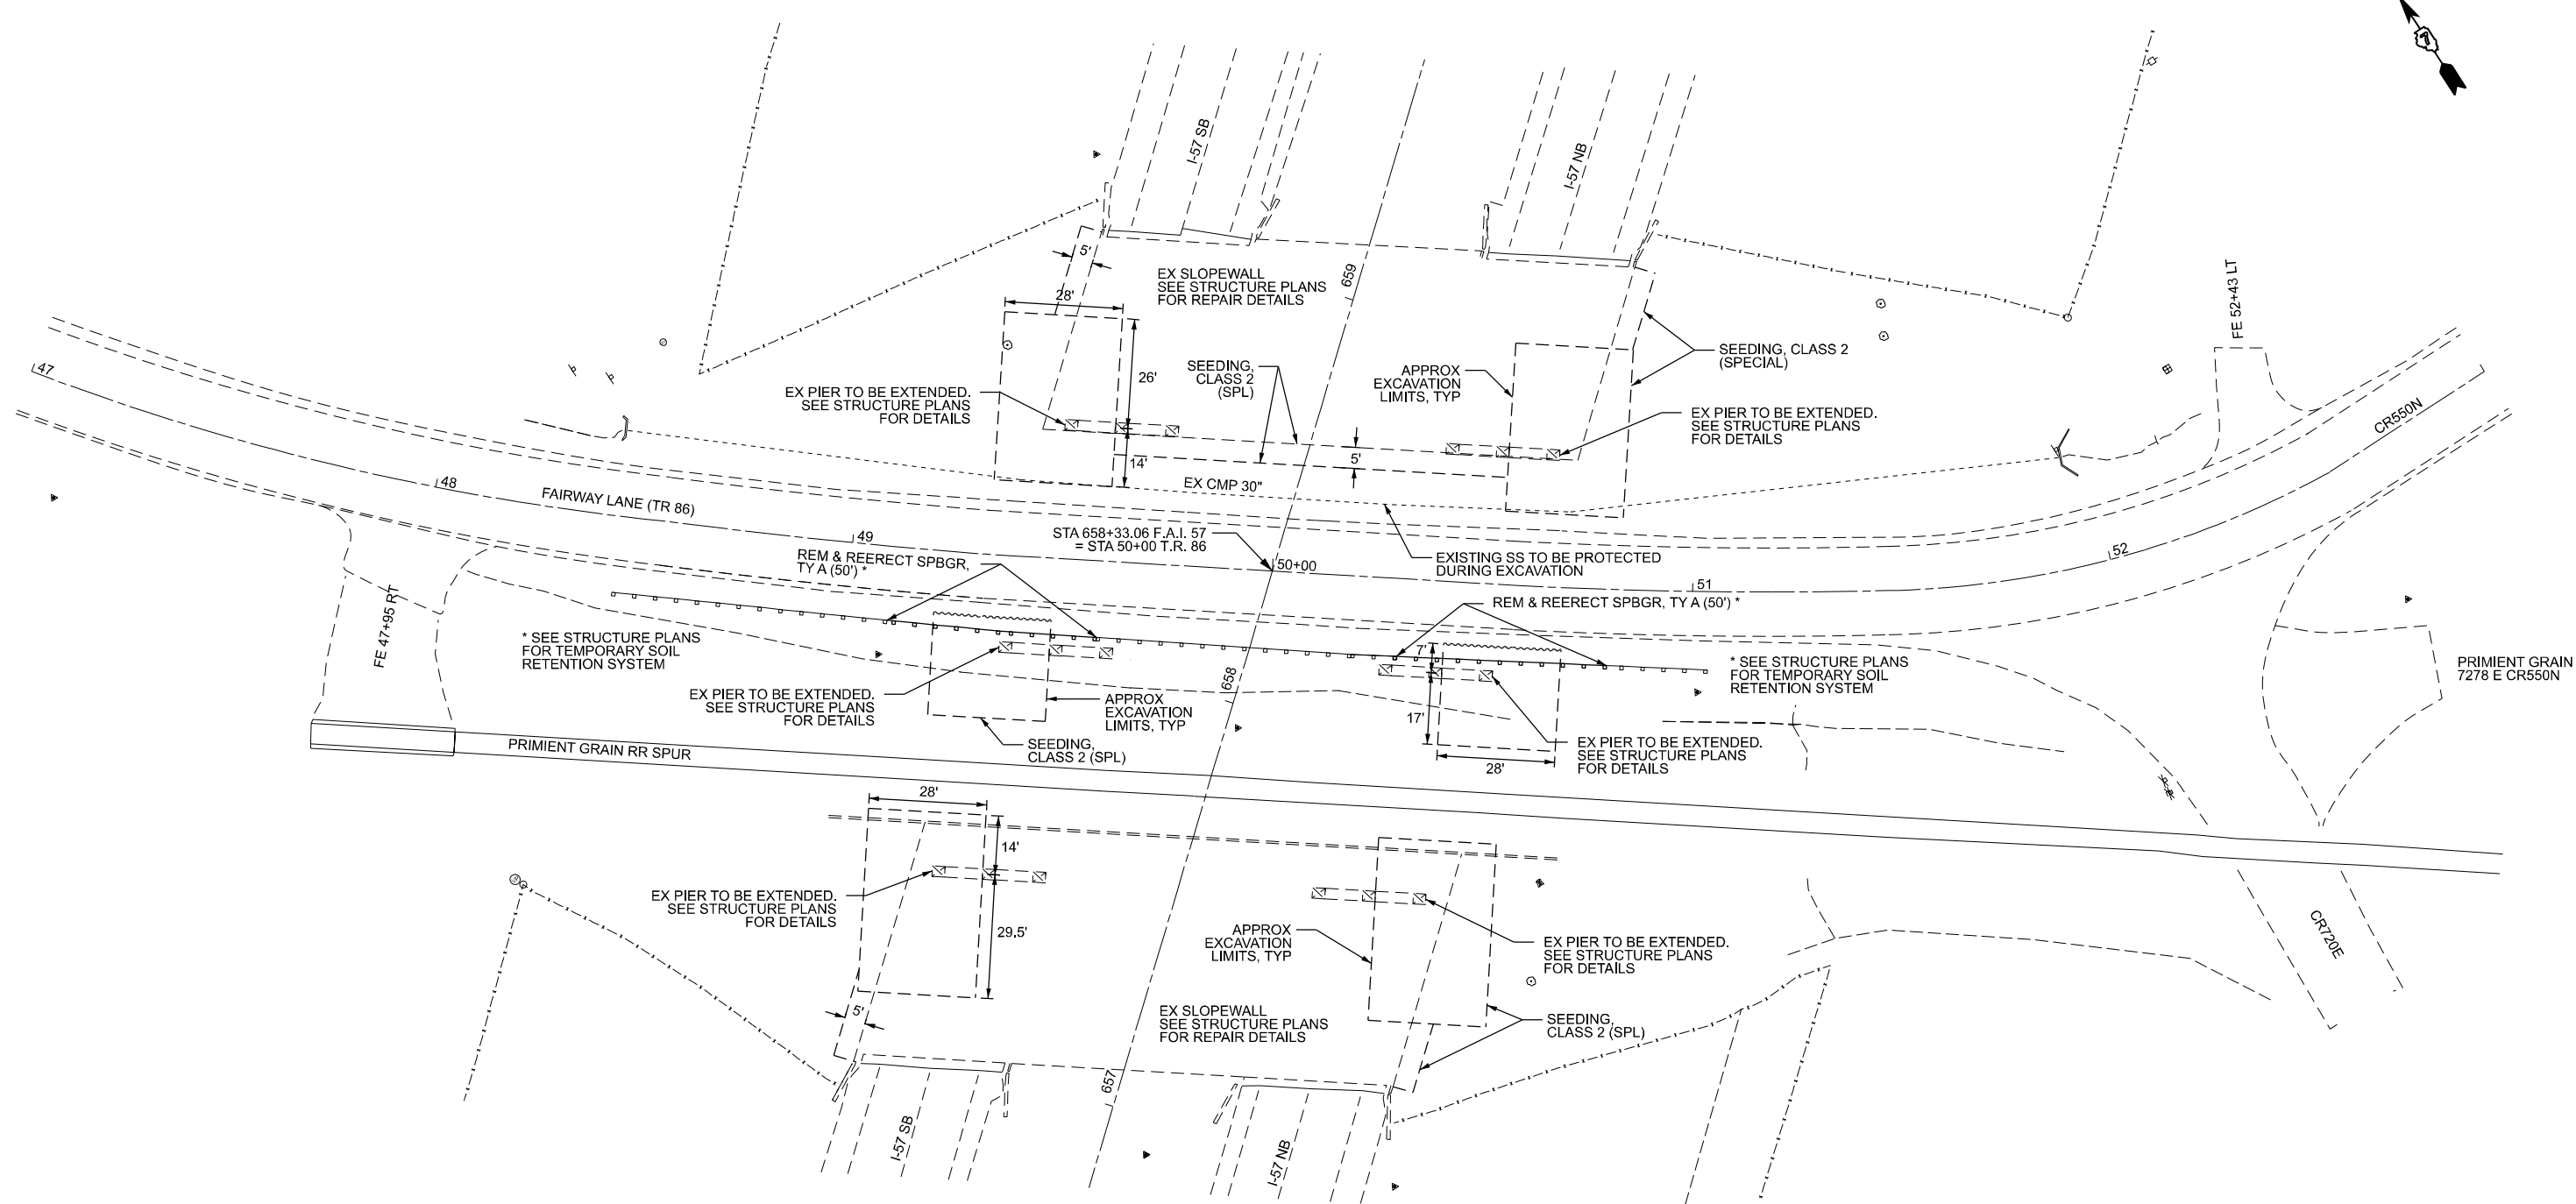 I-57 SB
I-57 NB
659
5'
EX SLOPEWALL
SEE STRUCTURE PLANS
FOR REPAIR DETAILS
28'
26'
FE 52+43 LT
SEEDING, CLASS 2
(SPECIAL)
SEEDING,
CLASS 2
(SPL)
APPROX
EXCAVATION
LIMITS, TYP
EX PIER TO BE EXTENDED.
SEE STRUCTURE PLANS
FOR DETAILS
EX PIER TO BE EXTENDED.
SEE STRUCTURE PLANS
FOR DETAILS
47
CR550N
5'
14'
EX CMP 30"
48
FAIRWAY LANE (TR 86)
49
STA 658+33.06 F.A.I. 57
= STA 50+00 T.R. 86
50+00
EXISTING SS TO BE PROTECTED
DURING EXCAVATION
51
52
REM & REERECT SPBGR,
TY A (50') *
REM & REERECT SPBGR, TY A (50') *
FE 47+95 RT
* SEE STRUCTURE PLANS
FOR TEMPORARY SOIL
RETENTION SYSTEM
7'
* SEE STRUCTURE PLANS
FOR TEMPORARY SOIL
RETENTION SYSTEM
PRIMIENT GRAIN
7278 E CR550N
658
EX PIER TO BE EXTENDED.
SEE STRUCTURE PLANS
FOR DETAILS
APPROX
EXCAVATION
LIMITS, TYP
17'
SEEDING,
CLASS 2 (SPL)
EX PIER TO BE EXTENDED.
SEE STRUCTURE PLANS
FOR DETAILS
28'
PRIMIENT GRAIN RR SPUR
28'
14'
EX PIER TO BE EXTENDED.
SEE STRUCTURE PLANS
FOR DETAILS
29.5'
APPROX
EXCAVATION
LIMITS, TYP
EX PIER TO BE EXTENDED.
SEE STRUCTURE PLANS
FOR DETAILS
CR720E
5'
EX SLOPEWALL
SEE STRUCTURE PLANS
FOR REPAIR DETAILS
SEEDING,
CLASS 2 (SPL)
657
I-57 SB
I-57 NB